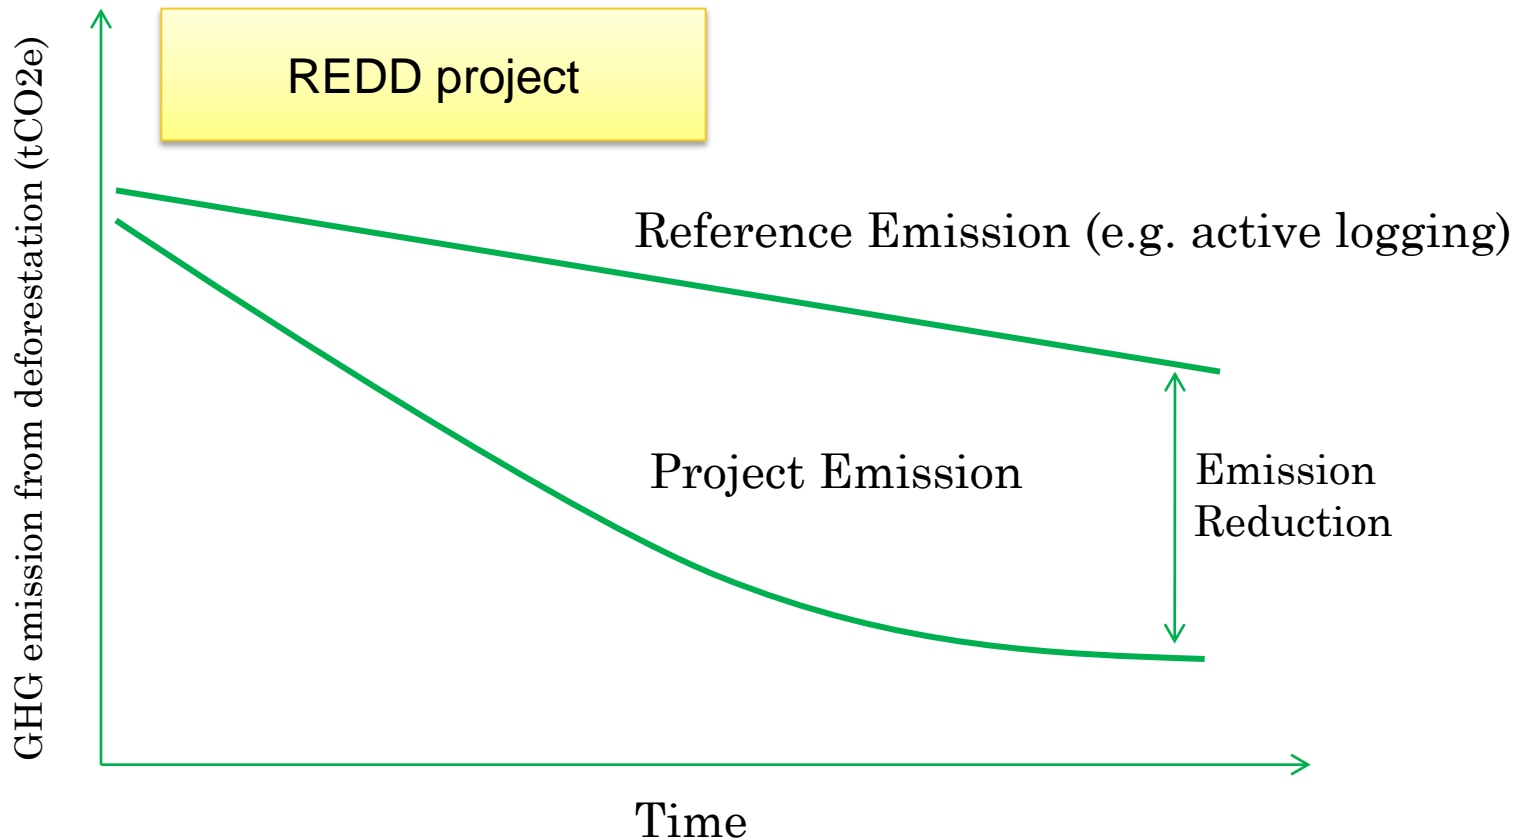 REDD project
GHG emission from deforestation (tCO2e)
Reference Emission (e.g. active logging)
Project Emission
Emission
Reduction
Time